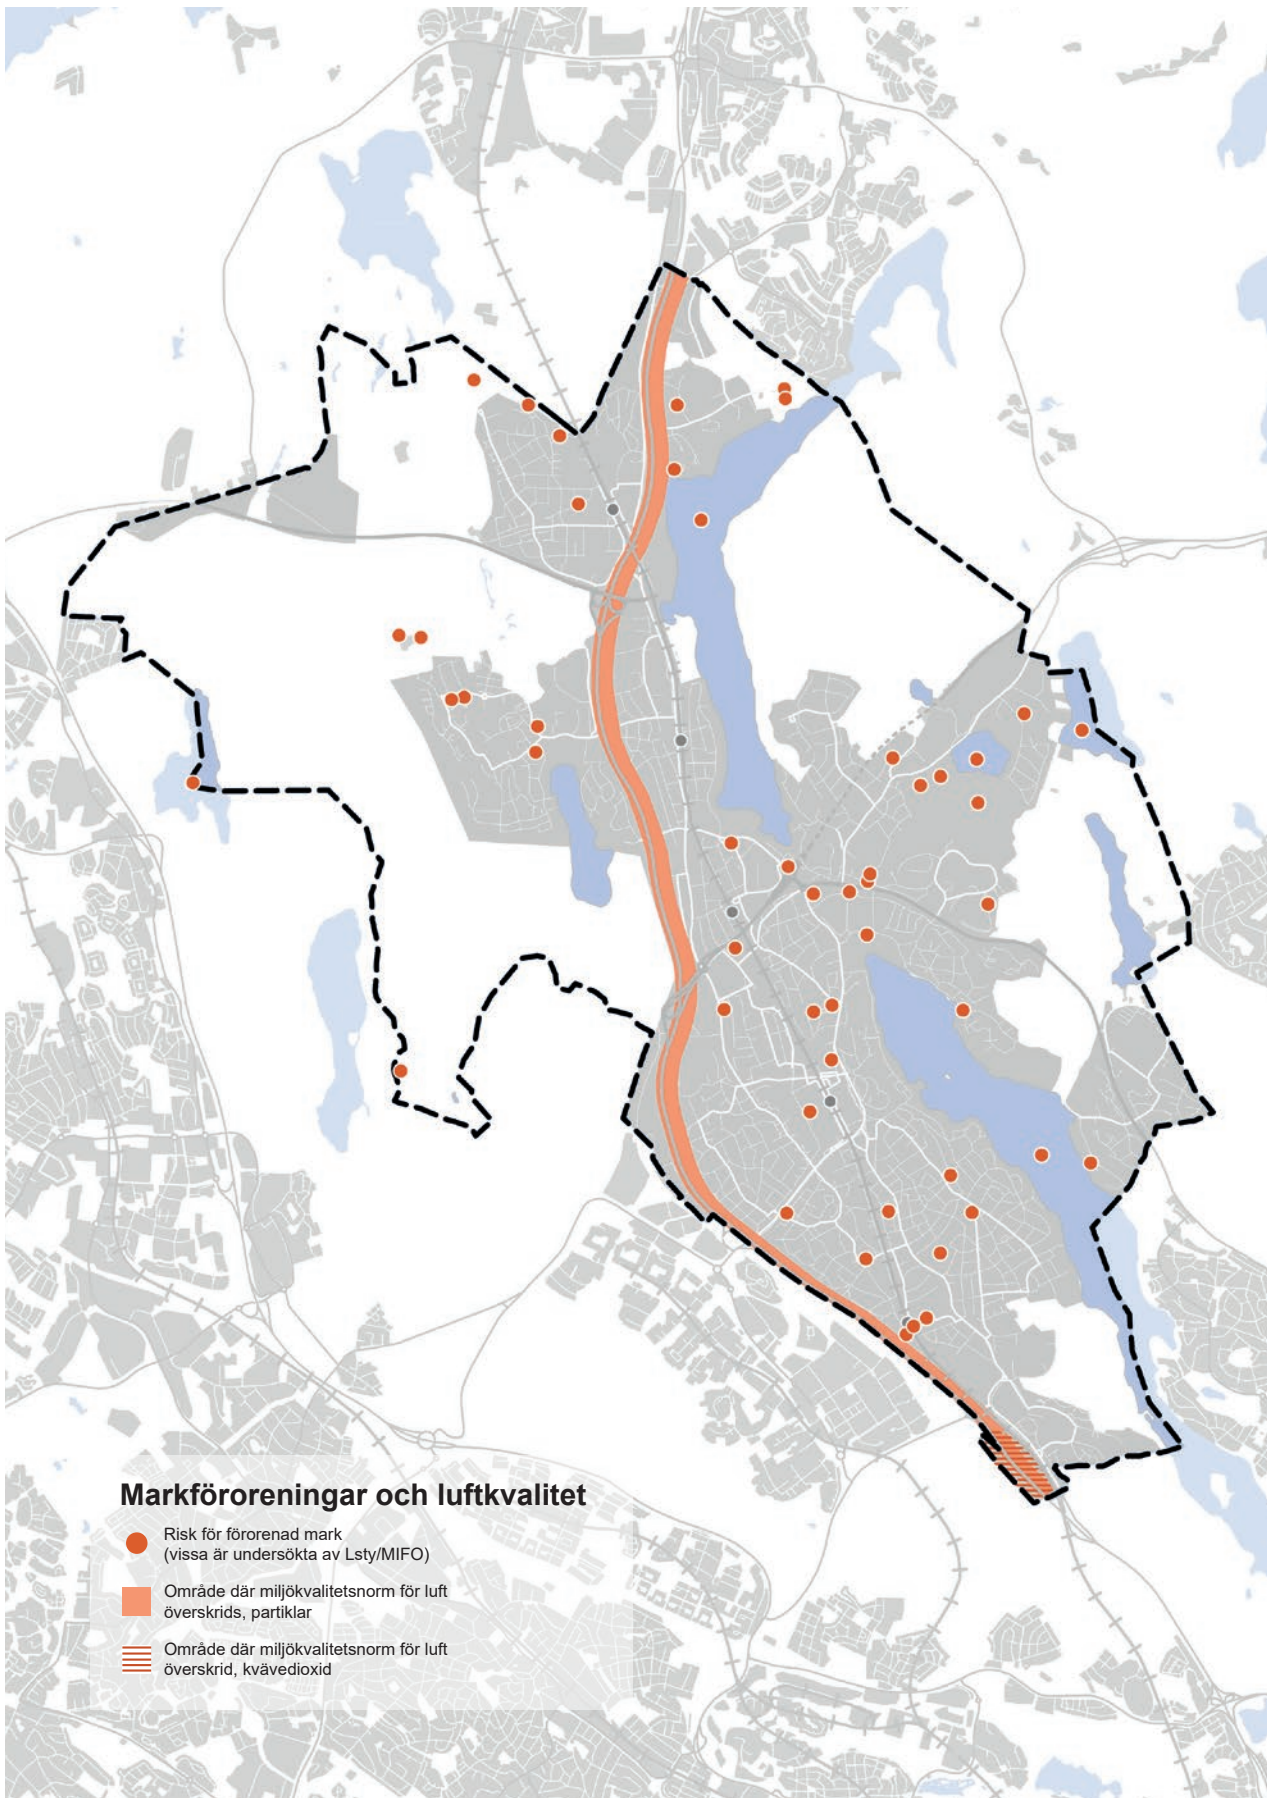 Markföroreningar och luftkvalitet
Risk för förorenad mark
(vissa är undersökta av Lsty/MIFO)
Område där miljökvalitetsnorm för luft
överskrids, partiklar
Område där miljökvalitetsnorm för luft
överskrid, kvävedioxid